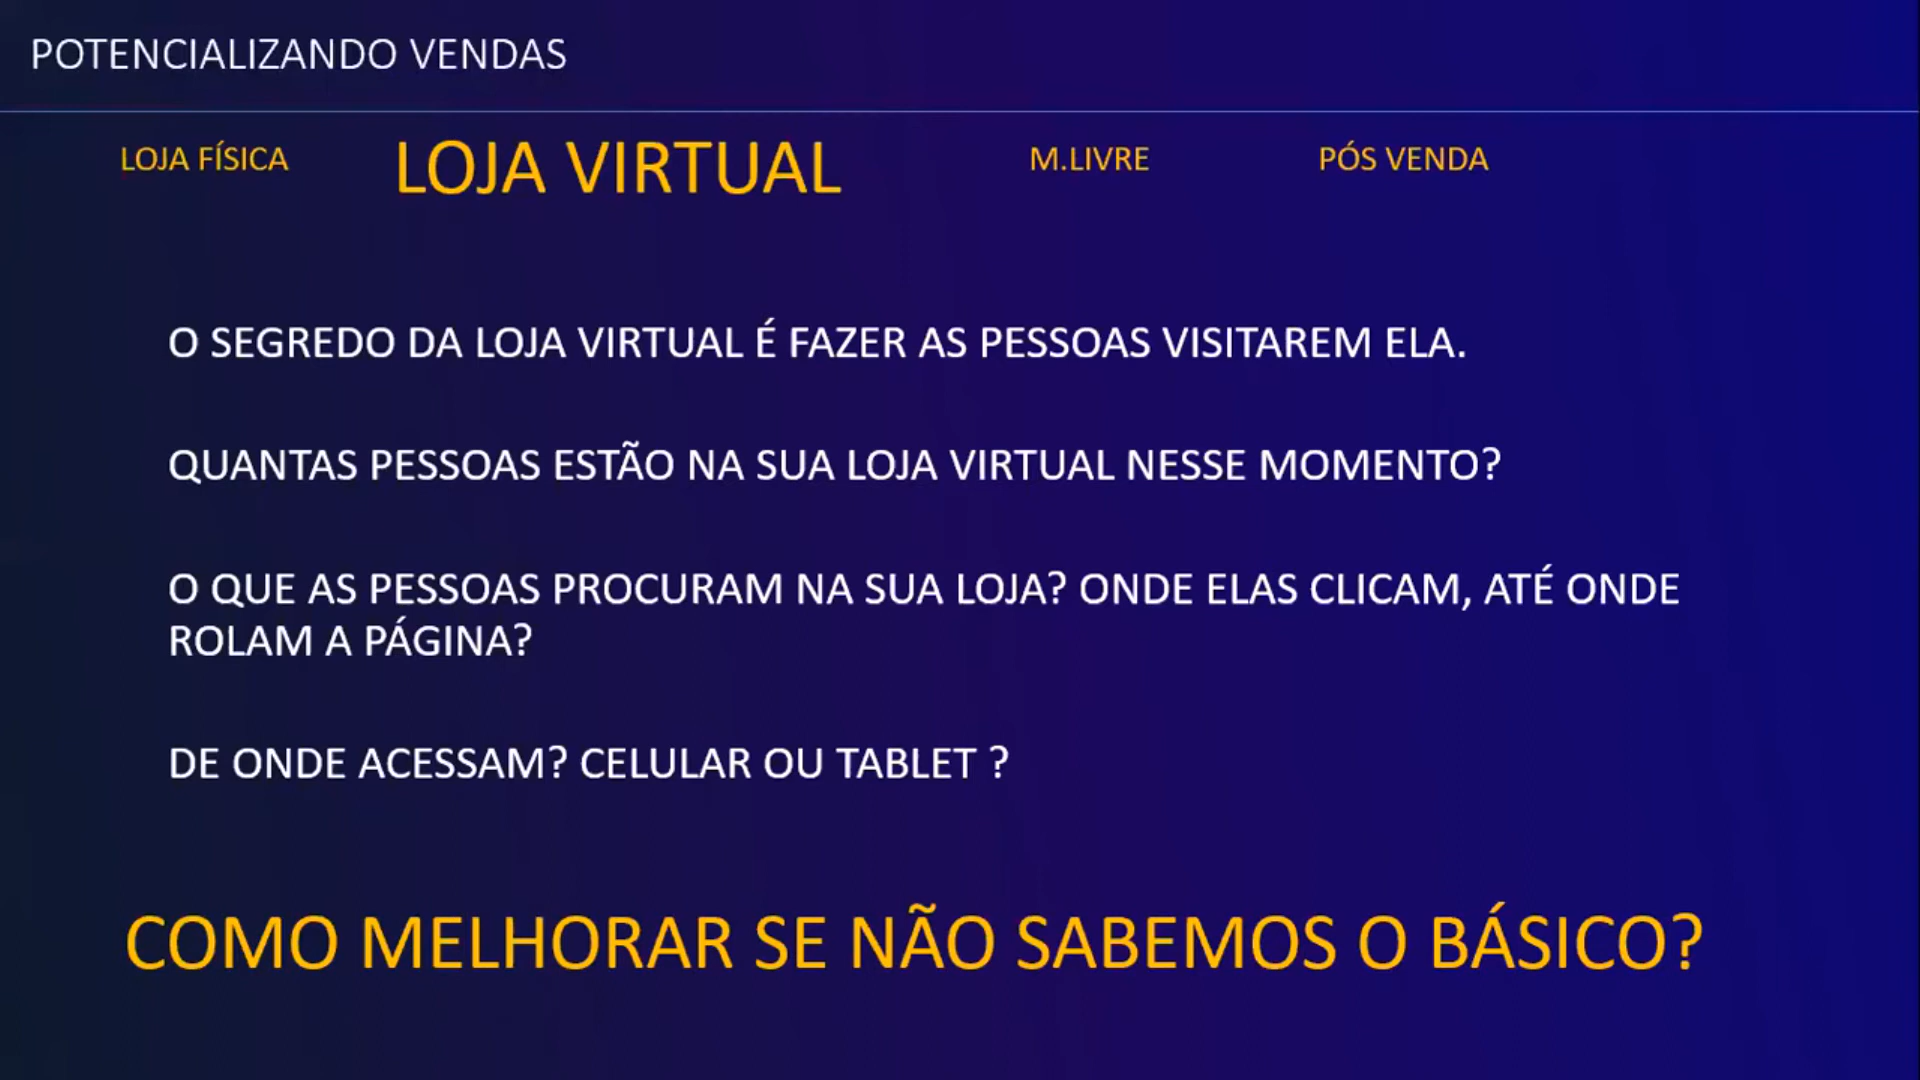 POTENCIALIZANDO VENDAS
LOJA FÍSICA
LOJA VIRTUAL
M.LIVRE
PÓS VENDA
O SEGREDO DA LOJA VIRTUAL É FAZER AS PESSOAS VISITAREM ELA.
QUANTAS PESSOAS ESTÃO NA SUA LOJA VIRTUAL NESSE MOMENTO?
O QUE AS PESSOAS PROCURAM NA SUA LOJA? ONDE ELAS CLICAM, ATÉ ONDE
ROLAM A PÁGINA?
DE ONDE ACESSAM? CELULAR OU TABLET ?
COMO MELHORAR SE NÃO SABEMOS O BÁSICO?